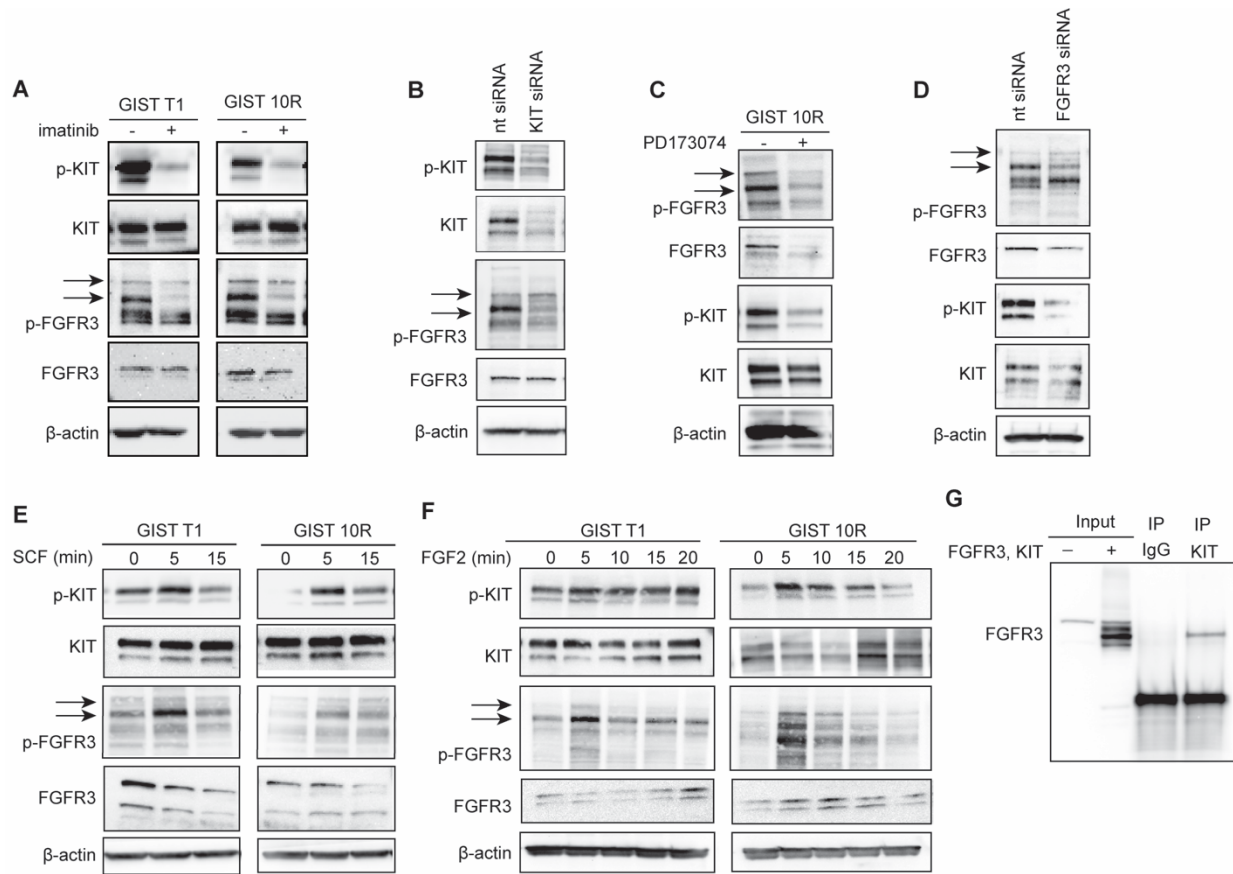 A
GIST T1 GIST 10R
imatinib - + - +
p-KIT
KIT
p-FGFR3
FGFR3
β-actin
B
nt siRNA
KIT siRNA
p-KIT
KIT
p-FGFR3
FGFR3
β-actin
C
GIST 10R
PD173074 - +
p-FGFR3
FGFR3
p-KIT
KIT
β-actin
D
nt siRNA
FGFR3 siRNA
p-FGFR3
FGFR3
p-KIT
KIT
β-actin
E
GIST T1 GIST 10R
SCF (min) 0 5 15 0 5 15
p-KIT
KIT
p-FGFR3
FGFR3
β-actin
F
GIST T1 GIST 10R
FGF2 (min) 0 5 10 15 20 0 5 10 15 20
p-KIT
KIT
p-FGFR3
FGFR3
β-actin
G
Input IP IP
FGFR3, KIT – + IgG KIT
FGFR3